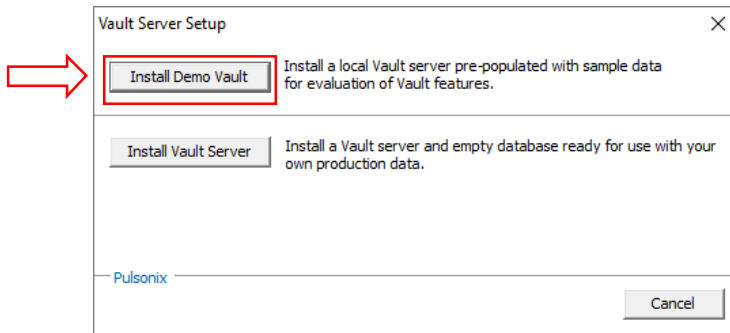 Vault Server Setup
Install Demo Vault
Install a local Vault server pre-populated with sample data
for evaluation of Vault features.
Install Vault Server
Install a Vault server and empty database ready for use with your
own production data.
Pulsonix
Cancel